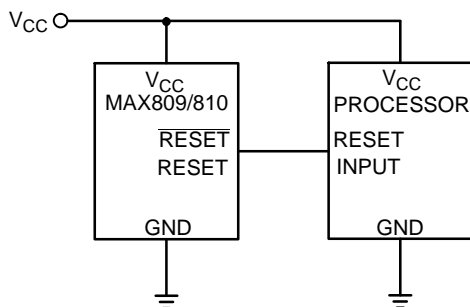 VCC
VCC
MAX809/810
RESET
RESET
GND
VCC
PROCESSOR
RESET
INPUT
GND